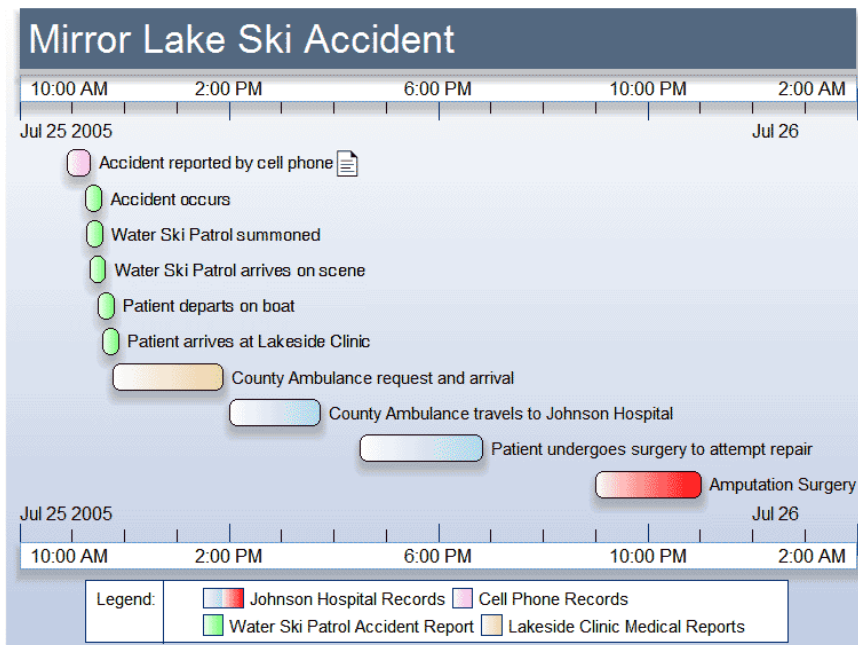 Mirror Lake Ski Accident
10:00 AM 2:00 PM 6:00 PM 10:00 PM 2:00 AM
Jul 25 2005 Jul 26
Accident reported by cell phone
Accident occurs
Water Ski Patrol summoned
Water Ski Patrol arrives on scene
Patient departs on boat
Patient arrives at Lakeside Clinic
County Ambulance request and arrival
County Ambulance travels to Johnson Hospital
Patient undergoes surgery to attempt repair
Amputation Surgery
Jul 25 2005 Jul 26
10:00 AM 2:00 PM 6:00 PM 10:00 PM 2:00 AM
Legend: Johnson Hospital Records Cell Phone Records
Water Ski Patrol Accident Report Lakeside Clinic Medical Reports